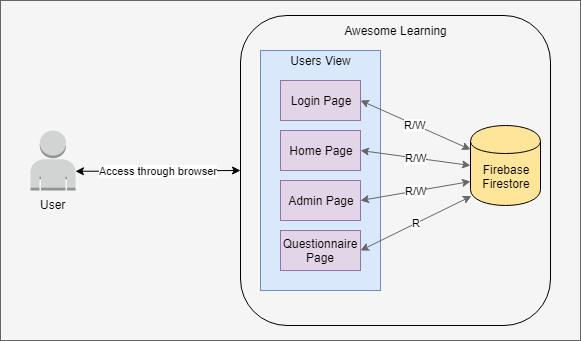 Awesome Learning
Users View
Login Page
R/W
Home Page
R/W
Firebase
Firestore
Access through browser
User
Admin Page
R/W
R
Questionnaire
Page